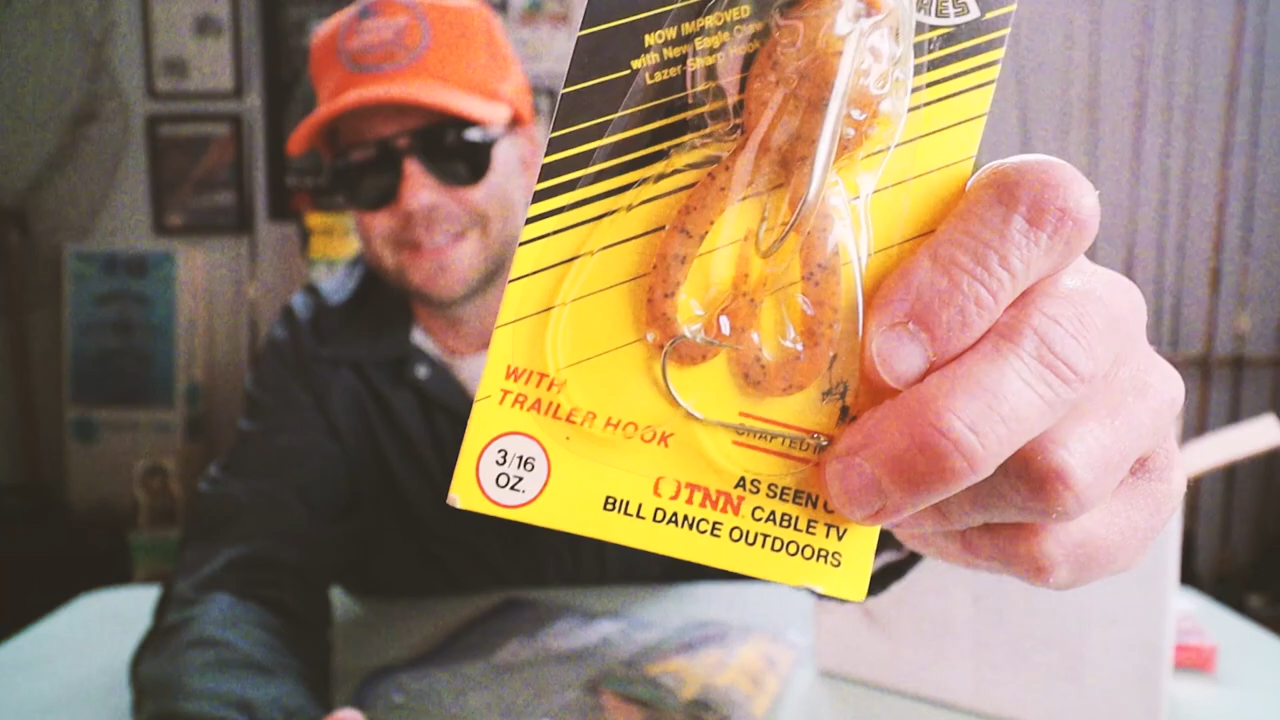 NOW IMPROVED
with New Eagle Claw
Lazer-Sharp Hook
WITH
TRAILER HOOK
3/16
OZ.
CRAFTED
AS SEEN
TNN CABLE TV
BILL DANCE OUTDOORS